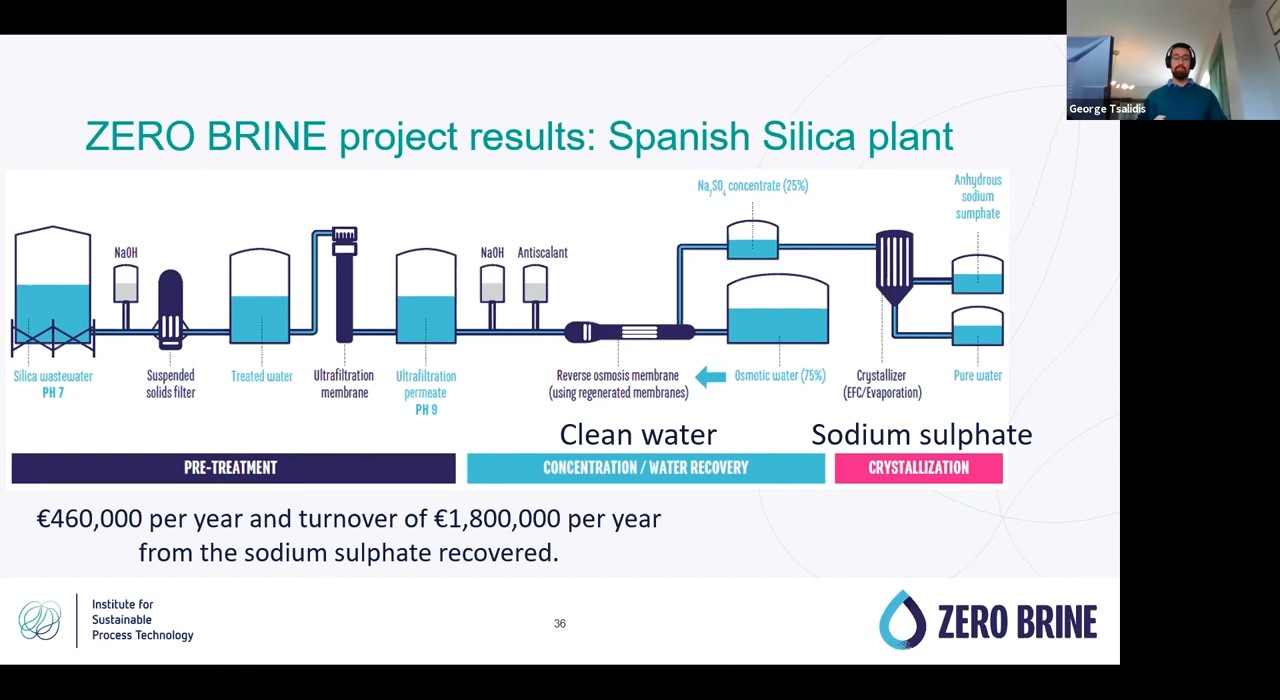 George Tsalidis
ZERO BRINE project results: Spanish Silica plant
Na2SO4 concentrate (25%)
Anhydrous
sodium
sumphate
NaOH
NaOH
Antiscalant
Silica wastewater
PH 7
Suspended
solids filter
Treated water
Ultrafiltration
membrane
Ultrafiltration
permeate
PH 9
Reverse osmosis membrane
(using regenerated membranes)
Osmotic water (75%)
Crystallizer
(EFC/Evaporation)
Pure water
Clean water
Sodium sulphate
PRE-TREATMENT
CONCENTRATION / WATER RECOVERY
CRYSTALLIZATION
€460,000 per year and turnover of €1,800,000 per year
from the sodium sulphate recovered.
Institute for
Sustainable
Process Technology
36
ZERO BRINE